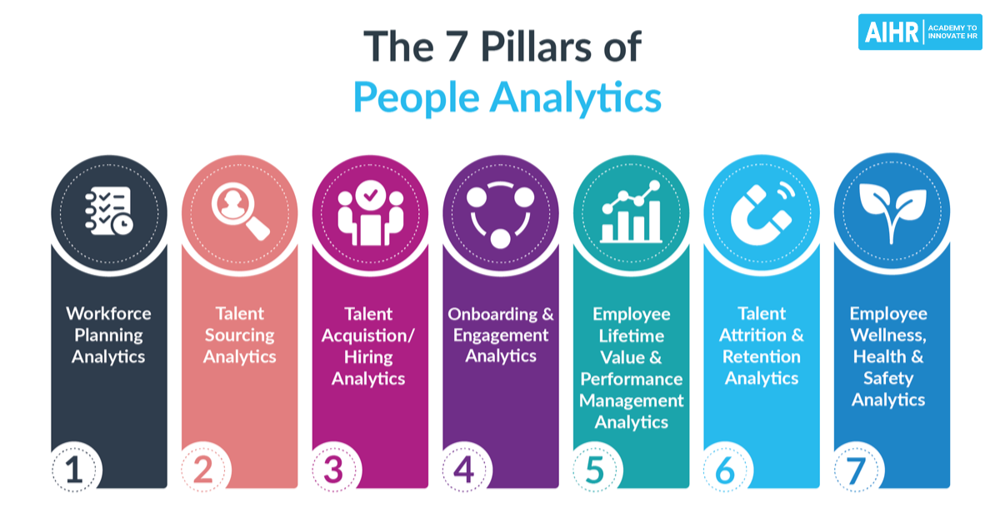 The 7 Pillars of
People Analytics
AIHR
ACADEMY TO
INNOVATE HR
Workforce
Planning
Analytics
1
Talent
Sourcing
Analytics
2
Talent
Acquistion/
Hiring
Analytics
3
Onboarding &
Engagement
Analytics
4
Employee
Lifetime
Value &
Performance
Management
Analytics
5
Talent
Attrition &
Retention
Analytics
6
Employee
Wellness,
Health &
Safety
Analytics
7